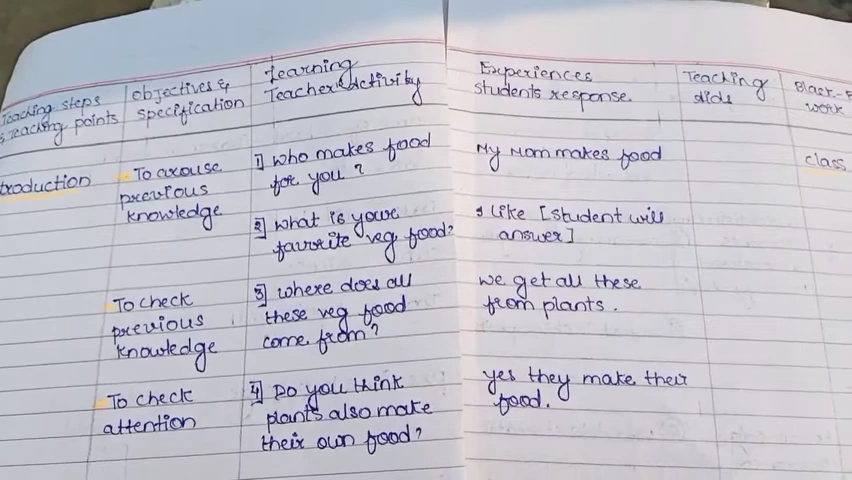 Teaching steps
& Teaching points
Objectives &
specification
Learning
Teacher Activity
Experiences
students response
Teaching
aids
Black-B
work
troduction
To arouse
previous
knowledge
1] Who makes food
for you?
My Mom makes food
class
2] What is your
favorite veg food?
I like [student will
answer]
To check
previous
knowledge
3] where does all
these veg food
come from?
we get all these
from plants.
To check
attention
4] Do you think
plants also make
their own food?
yes they make their
food.